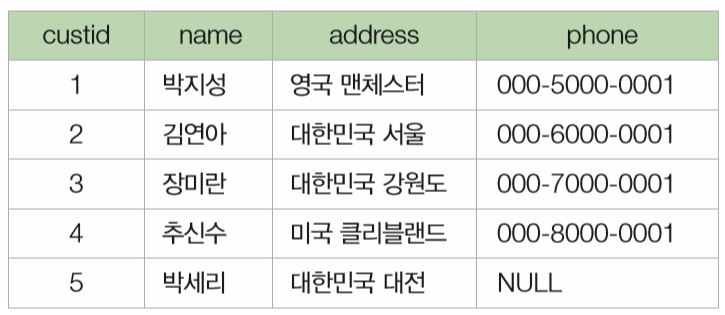 custid name address phone
1 박지성 영국 맨체스터 000-5000-0001
2 김연아 대한민국 서울 000-6000-0001
3 장미란 대한민국 강원도 000-7000-0001
4 추신수 미국 클리블랜드 000-8000-0001
5 박세리 대한민국 대전 NULL